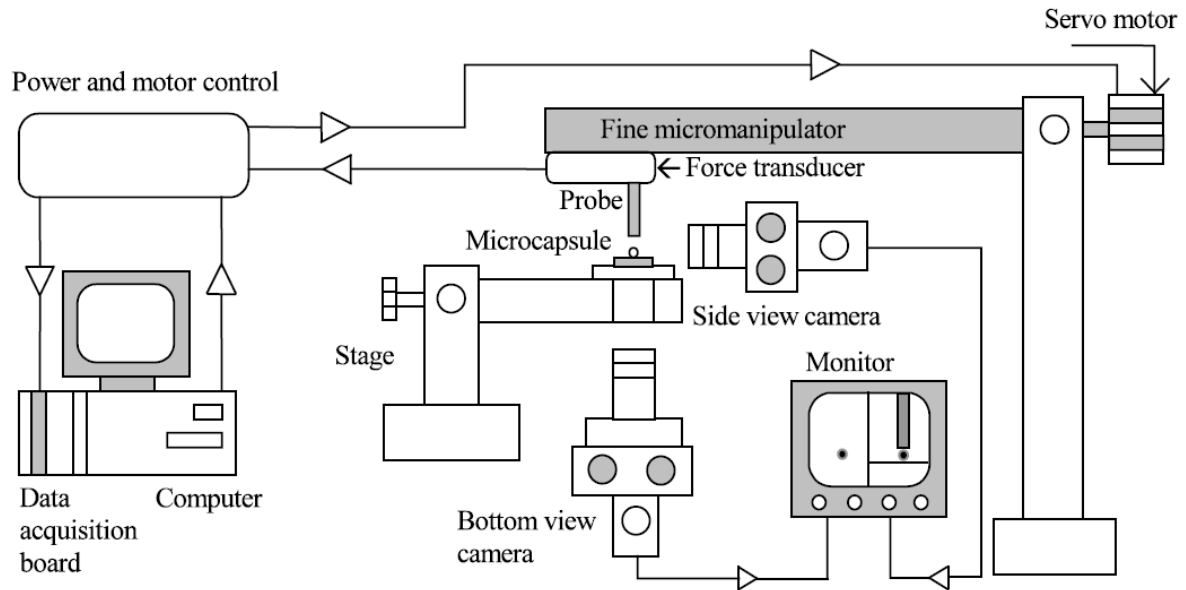 Servo motor
Power and motor control
Fine micromanipulator
Force transducer
Probe
Microcapsule
Side view camera
Stage
Monitor
Data
acquisition
board
Computer
Bottom view
camera